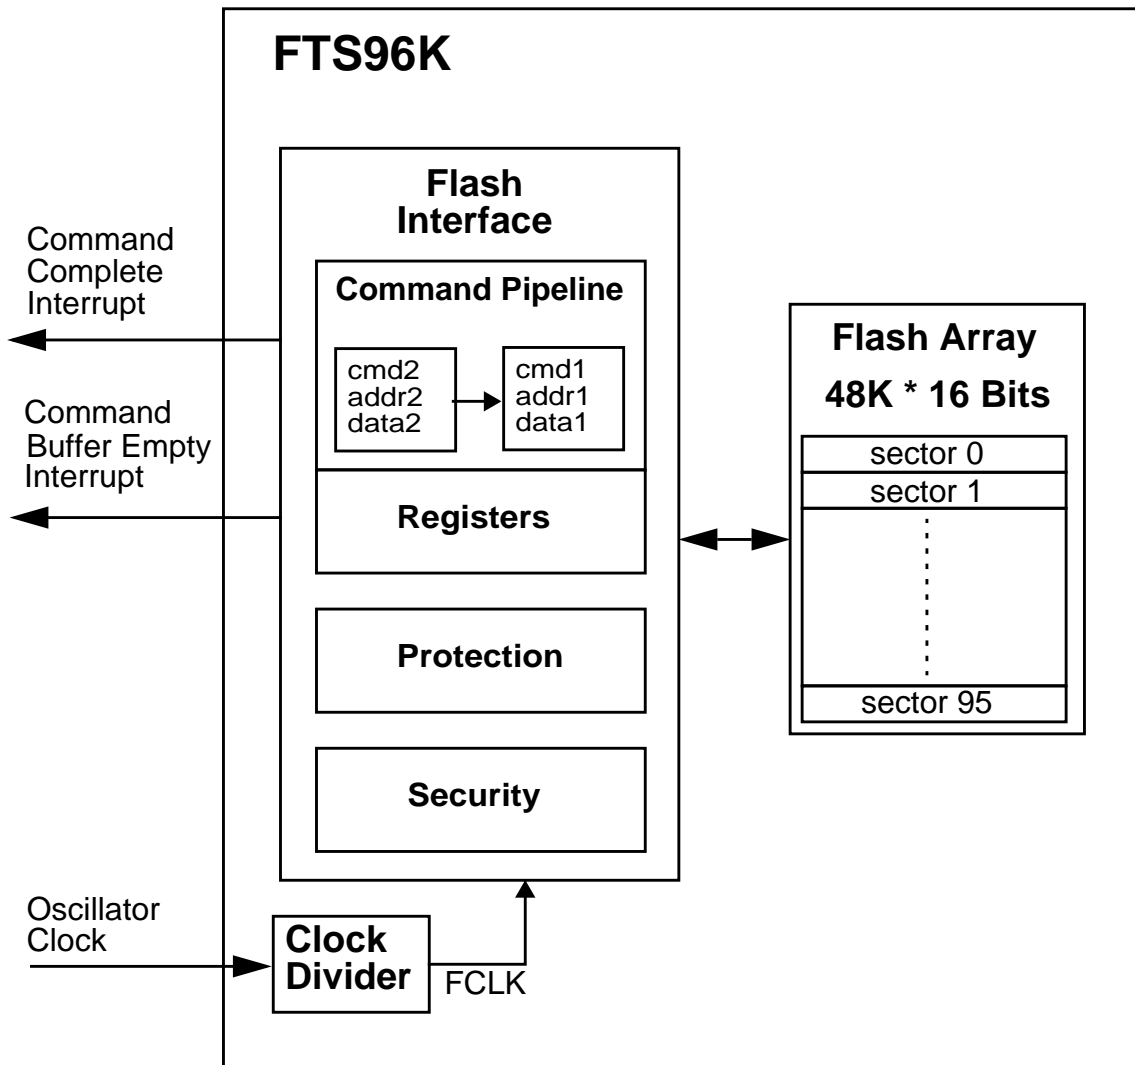 FTS96K
Flash
Interface
Command
Complete
Interrupt
Command Pipeline
cmd2
addr2
data2
cmd1
addr1
data1
Command
Buffer Empty
Interrupt
Registers
Protection
Security
Flash Array
48K * 16 Bits
sector 0
sector 1
sector 95
Oscillator
Clock
Clock
Divider
FCLK